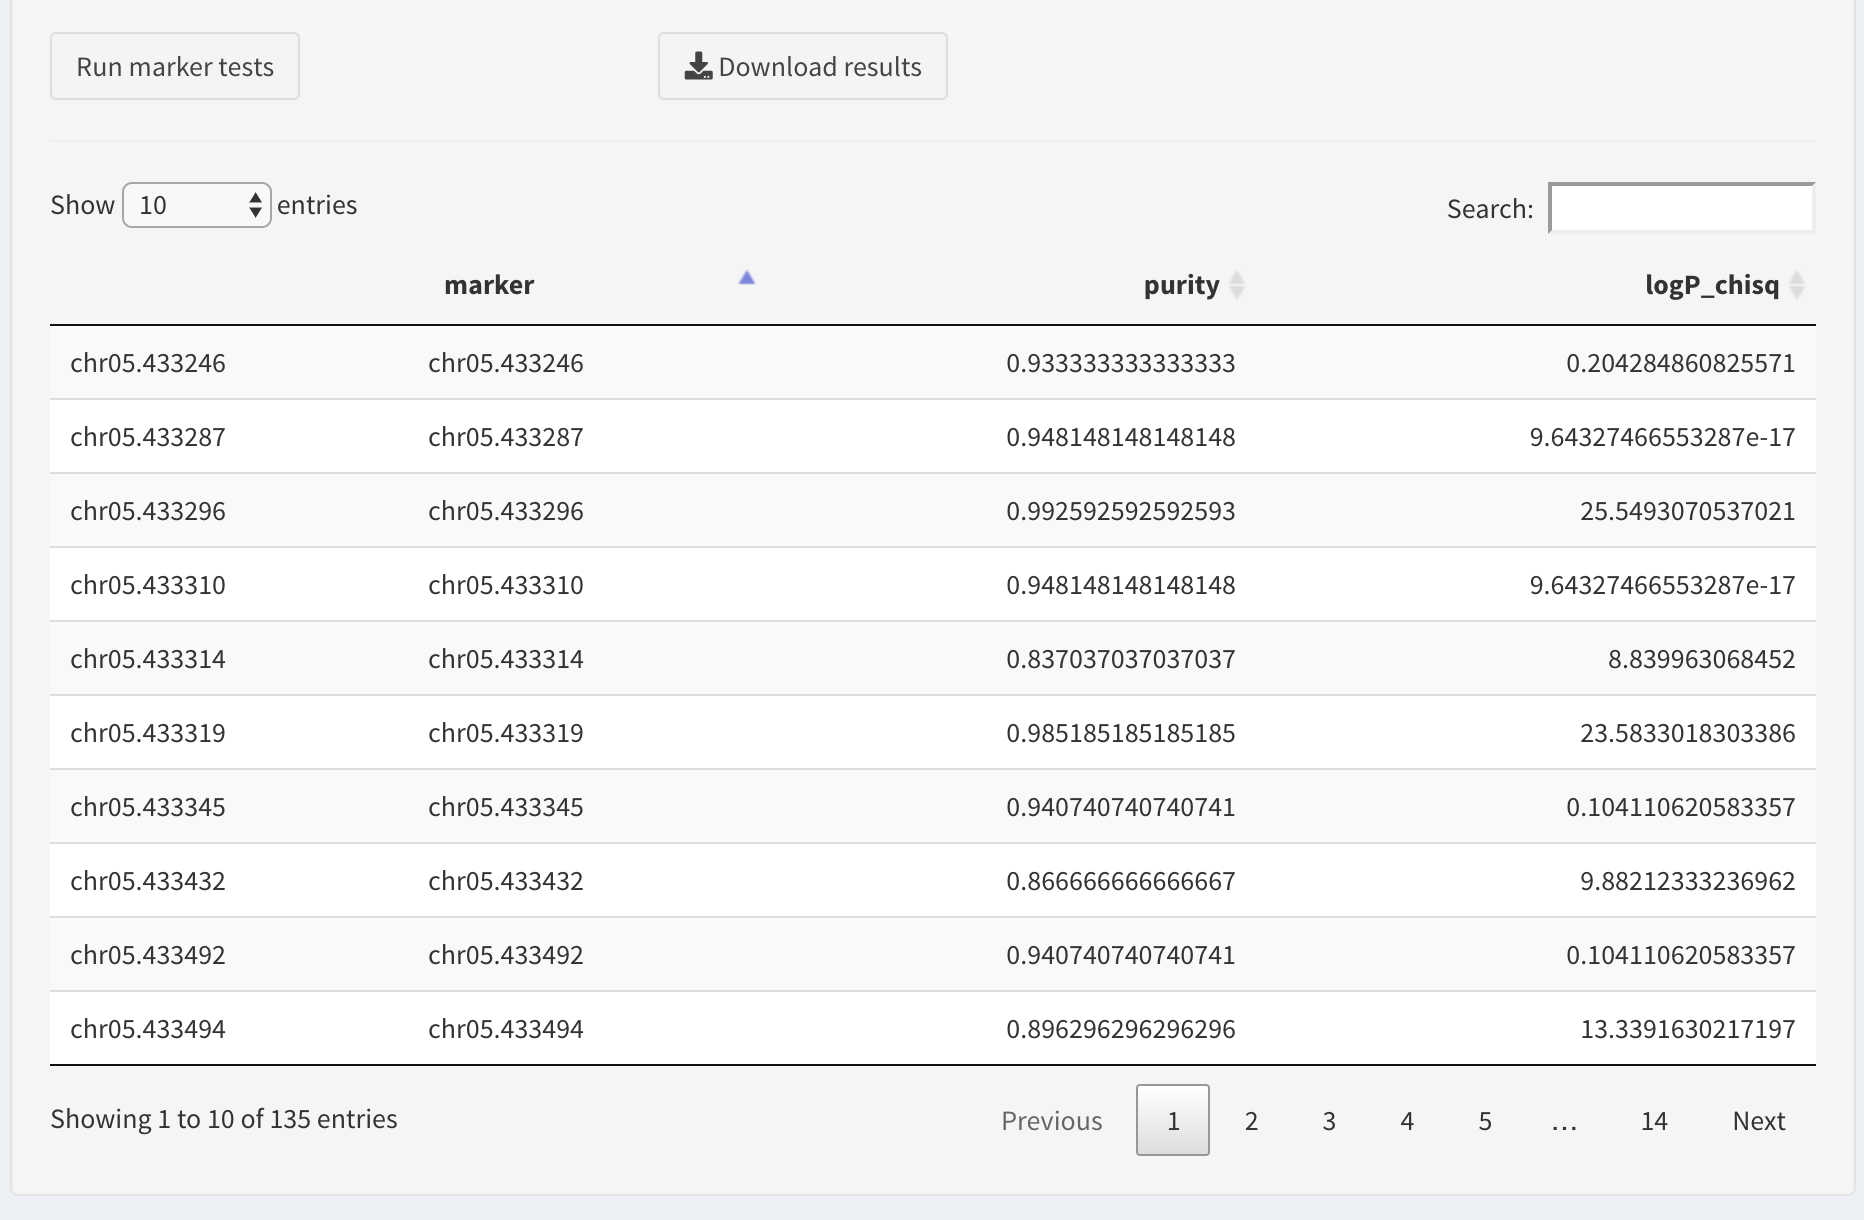 Run marker tests
Download results
Show 10 entries
Search:
marker purity logP_chisq
chr05.433246 chr05.433246 0.933333333333333 0.204284860825571
chr05.433287 chr05.433287 0.948148148148148 9.64327466553287e-17
chr05.433296 chr05.433296 0.992592592592593 25.5493070537021
chr05.433310 chr05.433310 0.948148148148148 9.64327466553287e-17
chr05.433314 chr05.433314 0.837037037037037 8.839963068452
chr05.433319 chr05.433319 0.985185185185185 23.5833018303386
chr05.433345 chr05.433345 0.940740740740741 0.104110620583357
chr05.433432 chr05.433432 0.866666666666667 9.88212333236962
chr05.433492 chr05.433492 0.940740740740741 0.104110620583357
chr05.433494 chr05.433494 0.896296296296296 13.3391630217197
Showing 1 to 10 of 135 entries
Previous 1 2 3 4 5 … 14 Next